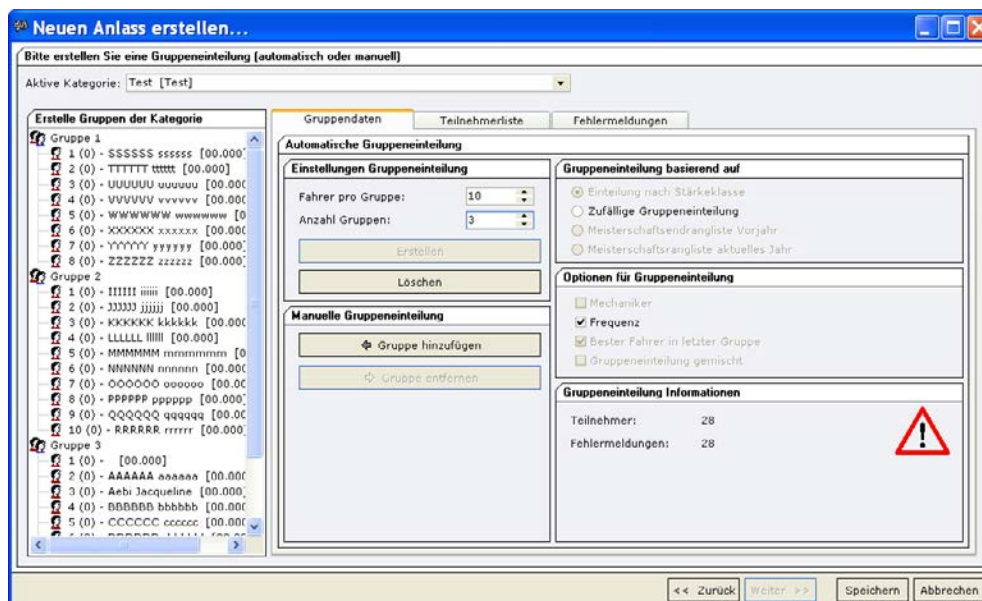 Neuen Anlass erstellen...
Bitte erstellen Sie eine Gruppeneinteilung (automatisch oder manuell)
Aktive Kategorie: Test [Test]
Erstelle Gruppen der Kategorie
Gruppe 1
1 (0) - SSSSSS ssssss [00.000]
2 (0) - TTTTTT tttttt [00.000]
3 (0) - UUUUUU uuuuuu [00.000
4 (0) - VVVVVV vvvvvv [00.000
5 (0) - WWWWWW wwwwww [0
6 (0) - XXXXXX xxxxxx [00.000
7 (0) - YYYYYY yyyyyy [00.000]
8 (0) - ZZZZZZ zzzzzz [00.000]
Gruppe 2
1 (0) - IIIIII iiiiii [00.000]
2 (0) - JJJJJJ jjjjjj [00.000]
3 (0) - KKKKKK kkkkkk [00.000
4 (0) - LLLLLL llllll [00.000]
5 (0) - MMMMMM mmmmmm [0
6 (0) - NNNNNN nnnnnn [00.000
7 (0) - OOOOOO oooooo [00.000
8 (0) - PPPPPP pppppp [00.000]
9 (0) - QQQQQQ qqqqqq [00.00
10 (0) - RRRRRR rrrrrr [00.000
Gruppe 3
1 (0) - [00.000]
2 (0) - AAAAAA aaaaaa [00.000
3 (0) - Aebi Jacqueline [00.000]
4 (0) - BBBBBB bbbbbb [00.000
5 (0) - CCCCCC cccccc [00.000
Gruppendaten
Teilnehmerliste
Fehlermeldungen
Automatische Gruppeneinteilung
Einstellungen Gruppeneinteilung
Fahrer pro Gruppe: 10
Anzahl Gruppen: 3
Erstellen
Löschen
Manuelle Gruppeneinteilung
Gruppe hinzufügen
Gruppe entfernen
Gruppeneinteilung basierend auf
Einteilung nach Stärkeklasse
Zufällige Gruppeneinteilung
Meisterschaftsendrangliste Vorjahr
Meisterschaftsrangliste aktuelles Jahr
Optionen für Gruppeneinteilung
Mechaniker
Frequenz
Bester Fahrer in letzter Gruppe
Gruppeneinteilung gemischt
Gruppeneinteilung Informationen
Teilnehmer: 28
Fehlermeldungen: 28
<< Zurück
Weiter >>
Speichern
Abbrechen